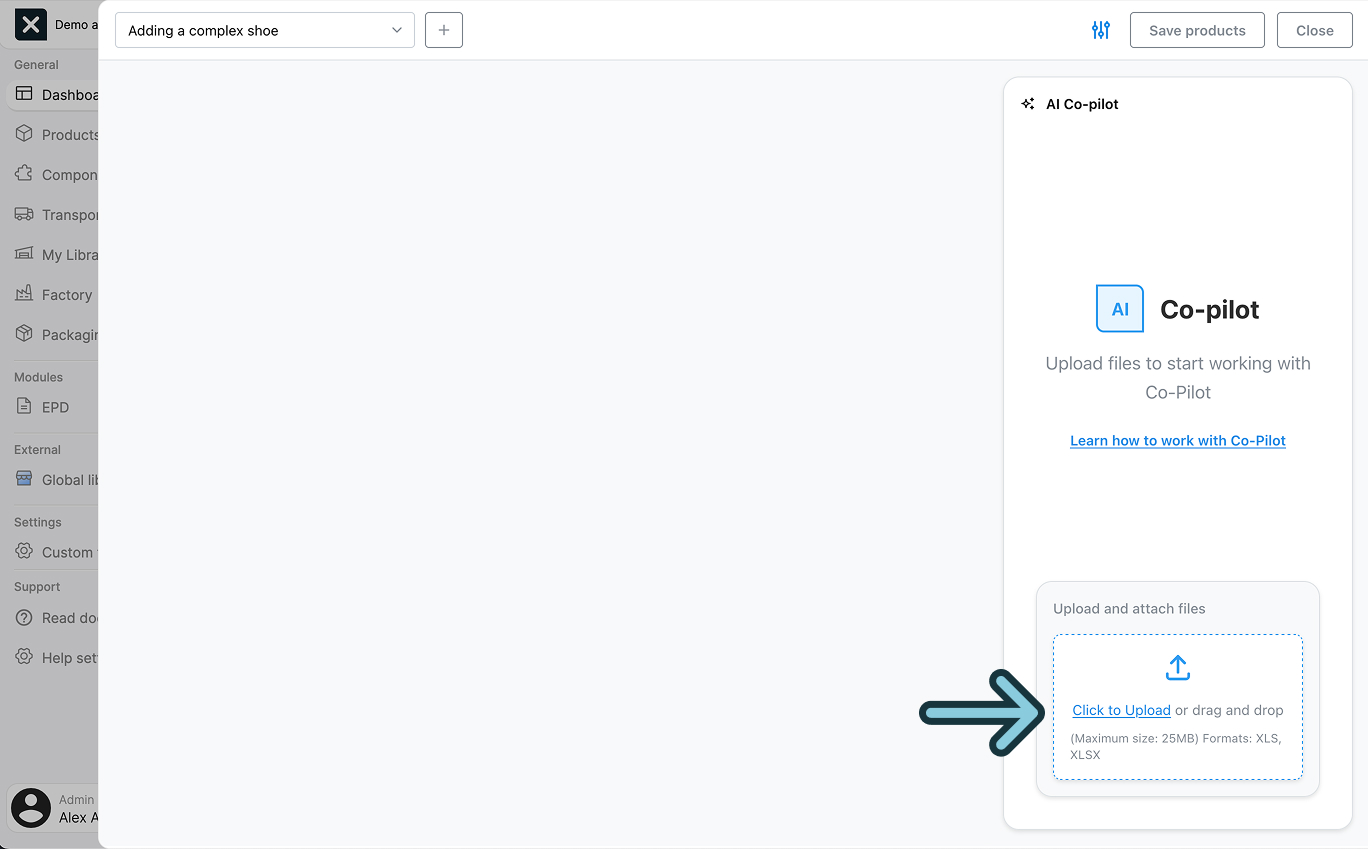 Demo a
Adding a complex shoe
Save products
Close
General
Dashboa
Products
Compon
Transpor
My Libra
Factory
Packagin
Modules
EPD
External
Global lib
Settings
Custom
Support
Read do
Help set
Admin
Alex A
AI Co-pilot
AI
Co-pilot
Upload files to start working with
Co-Pilot
Learn how to work with Co-Pilot
Upload and attach files
Click to Upload or drag and drop
(Maximum size: 25MB) Formats: XLS,
XLSX